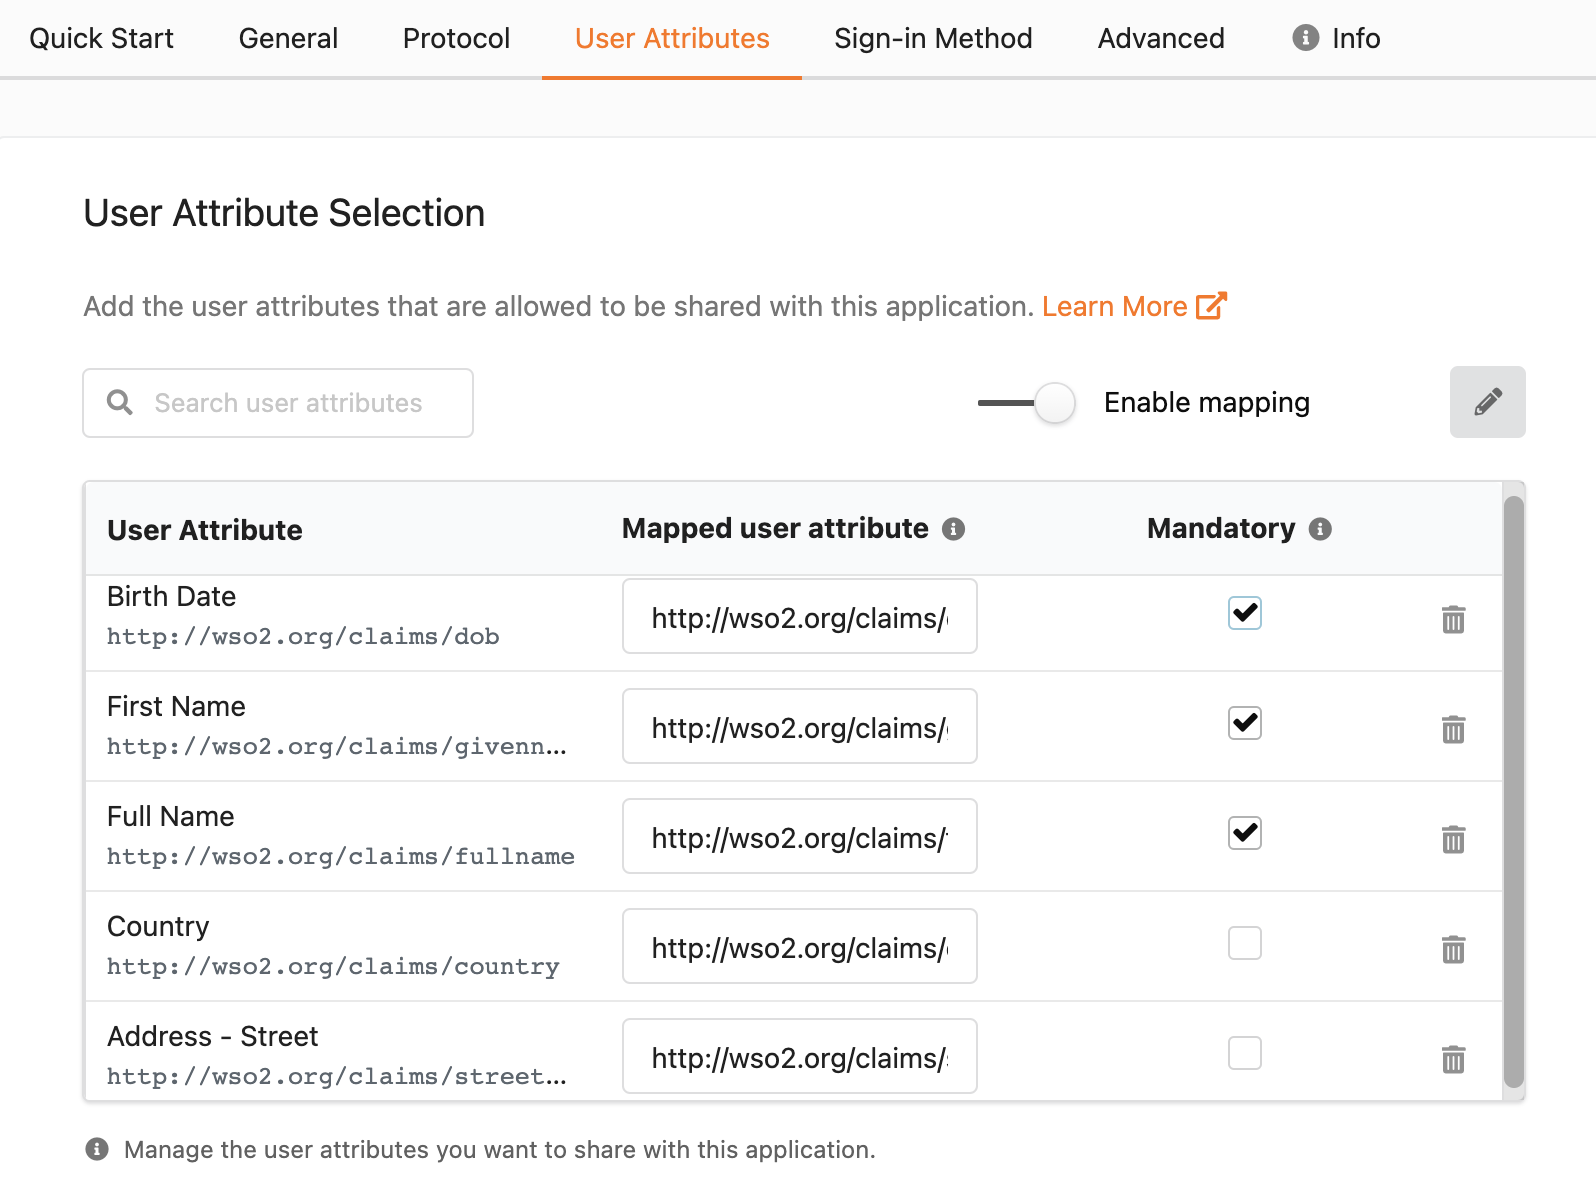 Quick Start General Protocol User Attributes Sign-in Method Advanced Info
User Attribute Selection
Add the user attributes that are allowed to be shared with this application. Learn More
Search user attributes Enable mapping
User Attribute Mapped user attribute Mandatory
Birth Date
http://wso2.org/claims/dob http://wso2.org/claims/
First Name
http://wso2.org/claims/givenn... http://wso2.org/claims/
Full Name
http://wso2.org/claims/fullname http://wso2.org/claims/
Country
http://wso2.org/claims/country http://wso2.org/claims/
Address - Street
http://wso2.org/claims/street... http://wso2.org/claims/
Manage the user attributes you want to share with this application.